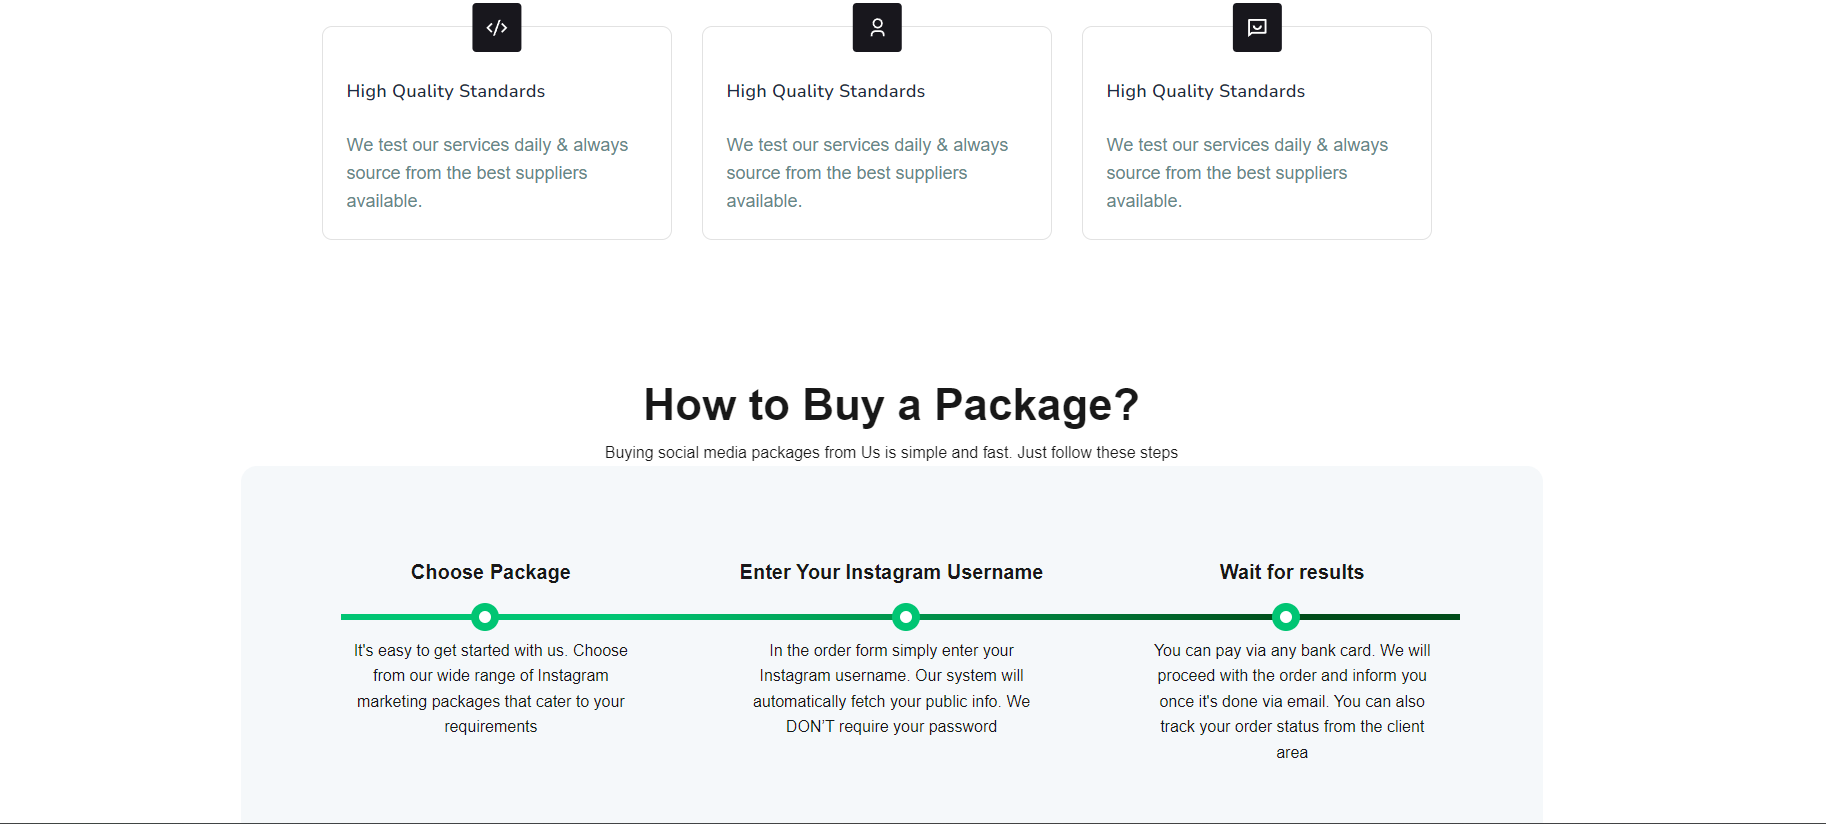 High Quality Standards
We test our services daily & always
source from the best suppliers
available.
High Quality Standards
We test our services daily & always
source from the best suppliers
available.
High Quality Standards
We test our services daily & always
source from the best suppliers
available.
How to Buy a Package?
Buying social media packages from Us is simple and fast. Just follow these steps
Choose Package
It's easy to get started with us. Choose
from our wide range of Instagram
marketing packages that cater to your
requirements
Enter Your Instagram Username
In the order form simply enter your
Instagram username. Our system will
automatically fetch your public info. We
DON'T require your password
Wait for results
You can pay via any bank card. We will
proceed with the order and inform you
once it's done via email. You can also
track your order status from the client
area